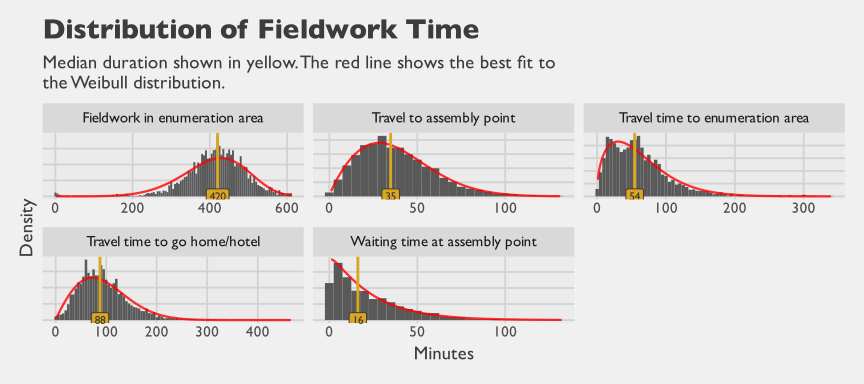 Distribution of Fieldwork Time
Median duration shown in yellow. The red line shows the best fit to
the Weibull distribution.
Fieldwork in enumeration area
420
0 200 400 600
Travel to assembly point
35
0 50 100
Travel time to enumeration area
54
0 100 200 300
Density
Travel time to go home/hotel
88
0 100 200 300 400
Waiting time at assembly point
16
0 50 100
Minutes